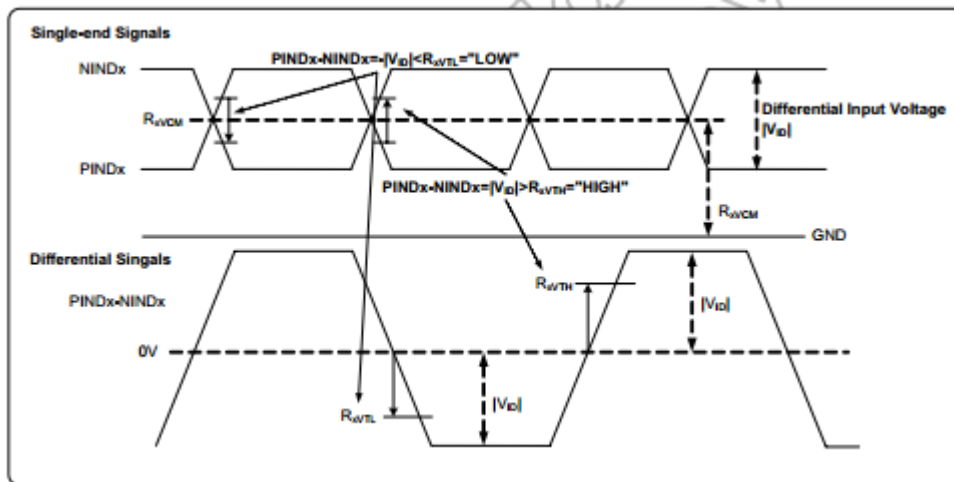 Single-end Signals
PINDx-NINDx=-|VID|<RxVTL="LOW"
NINDx
RxVCM
Differential Input Voltage
|VID|
PINDx
PINDx-NINDx=|VID|>RxVTH="HIGH"
RxVCM
GND
Differential Singals
PINDx-NINDx
RxVTH
|VID|
0V
RxVTL
|VID|